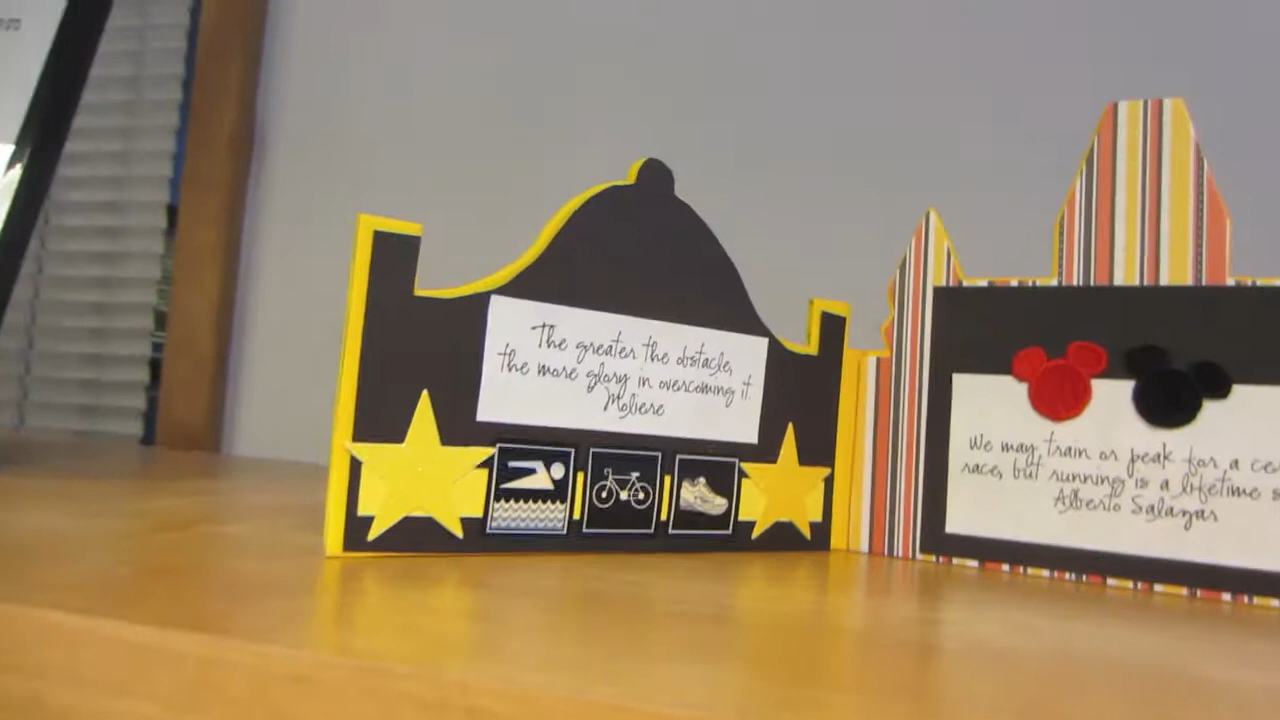 The greater the obstacle,
the more glory in overcoming it.
Moliere
We may train or peak for a
race, but running is a lifetime
Alberto Salazar